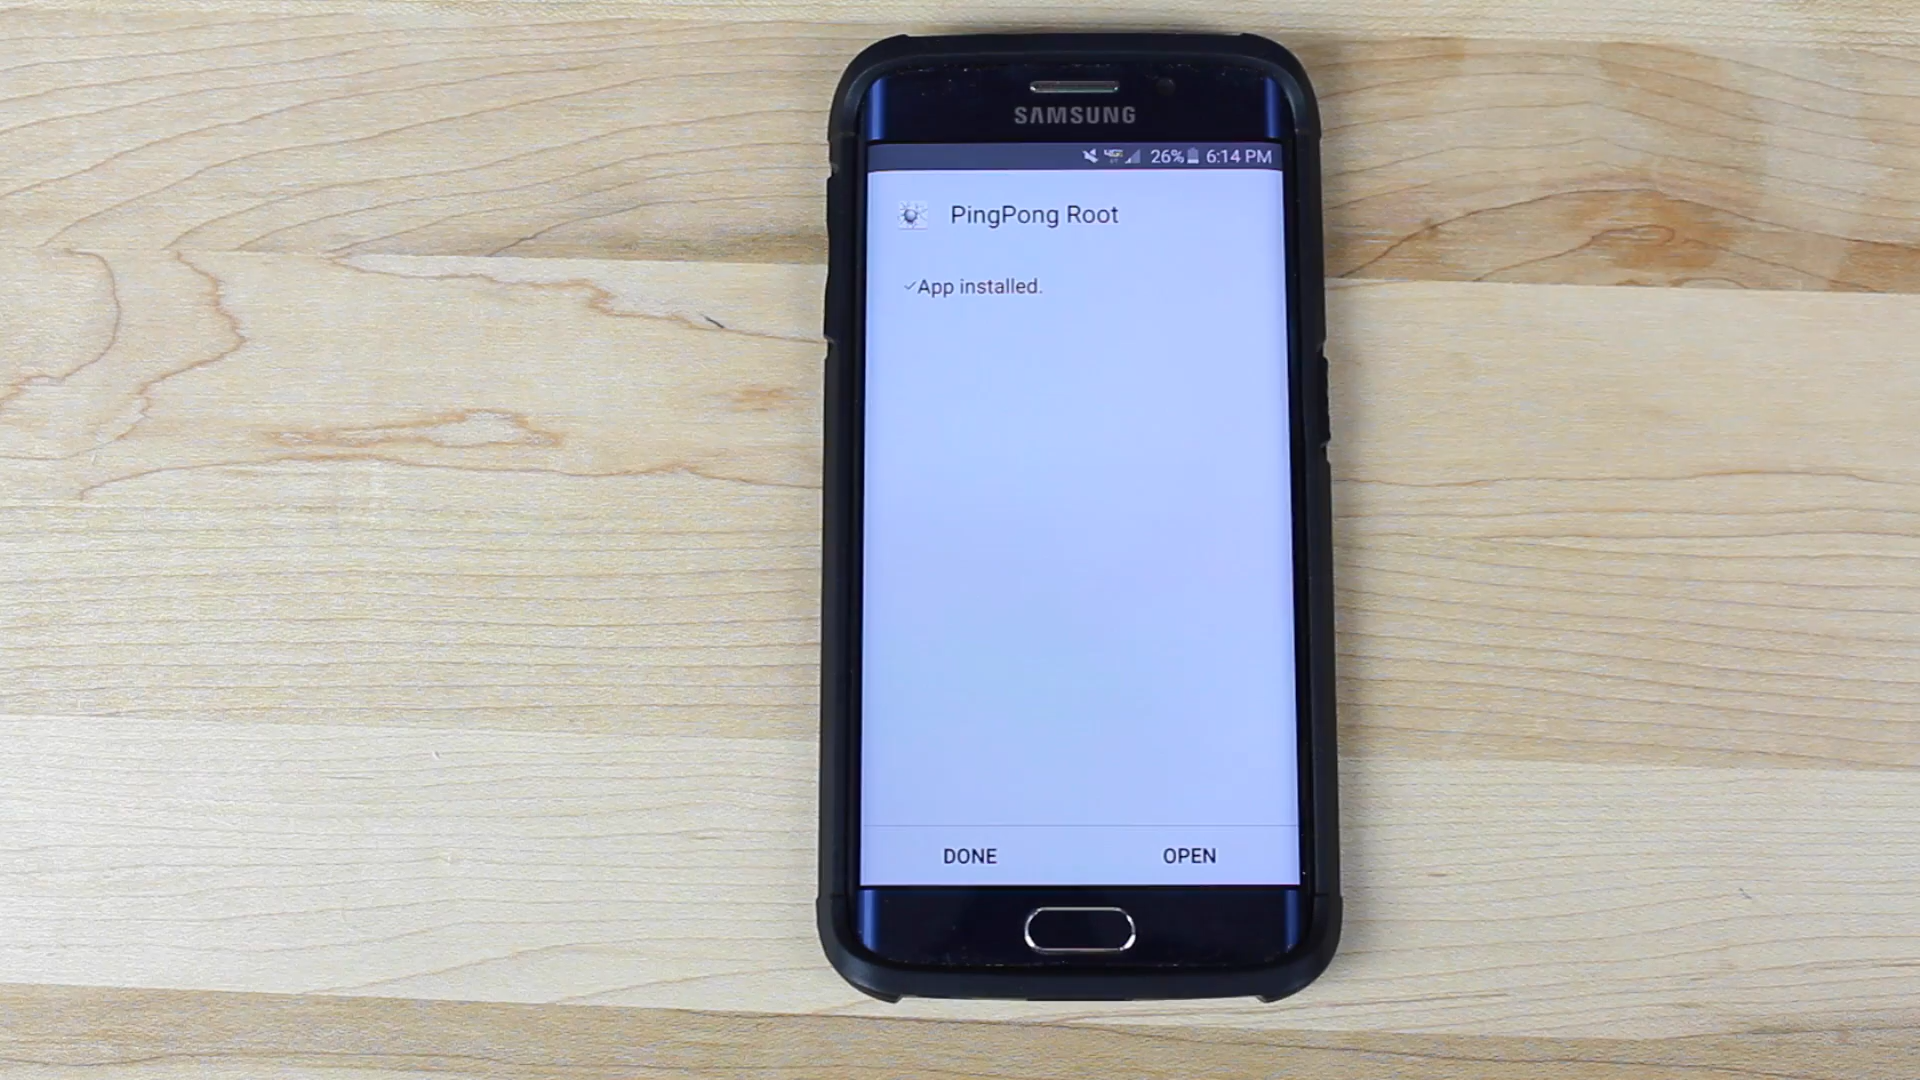 SAMSUNG
26% 6:14 PM
PingPong Root
App installed.
DONE OPEN